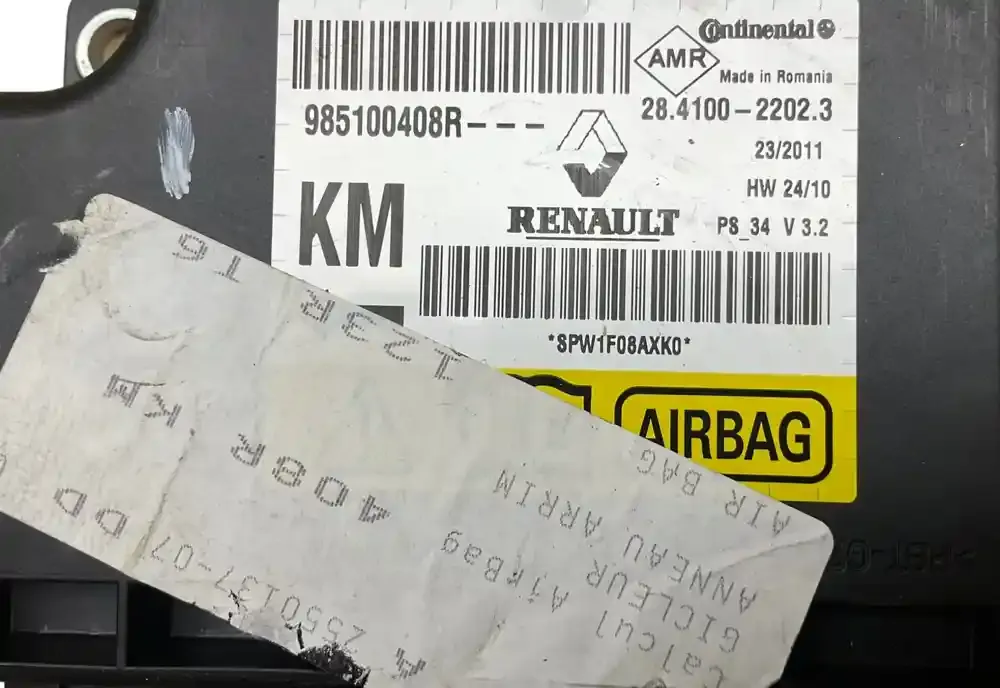 Continental
AMR
Made in Romania
985100408R---
28.4100-2202.3
23/2011
HW 24/10
KM
RENAULT
PS_34 V 3.2
*SPW1F08AXK0*
AIRBAG
AIR BAG
ANNEAU ARRIM
GICLEUR AirBag
Calcul
408R KM
Z550137-07 DD